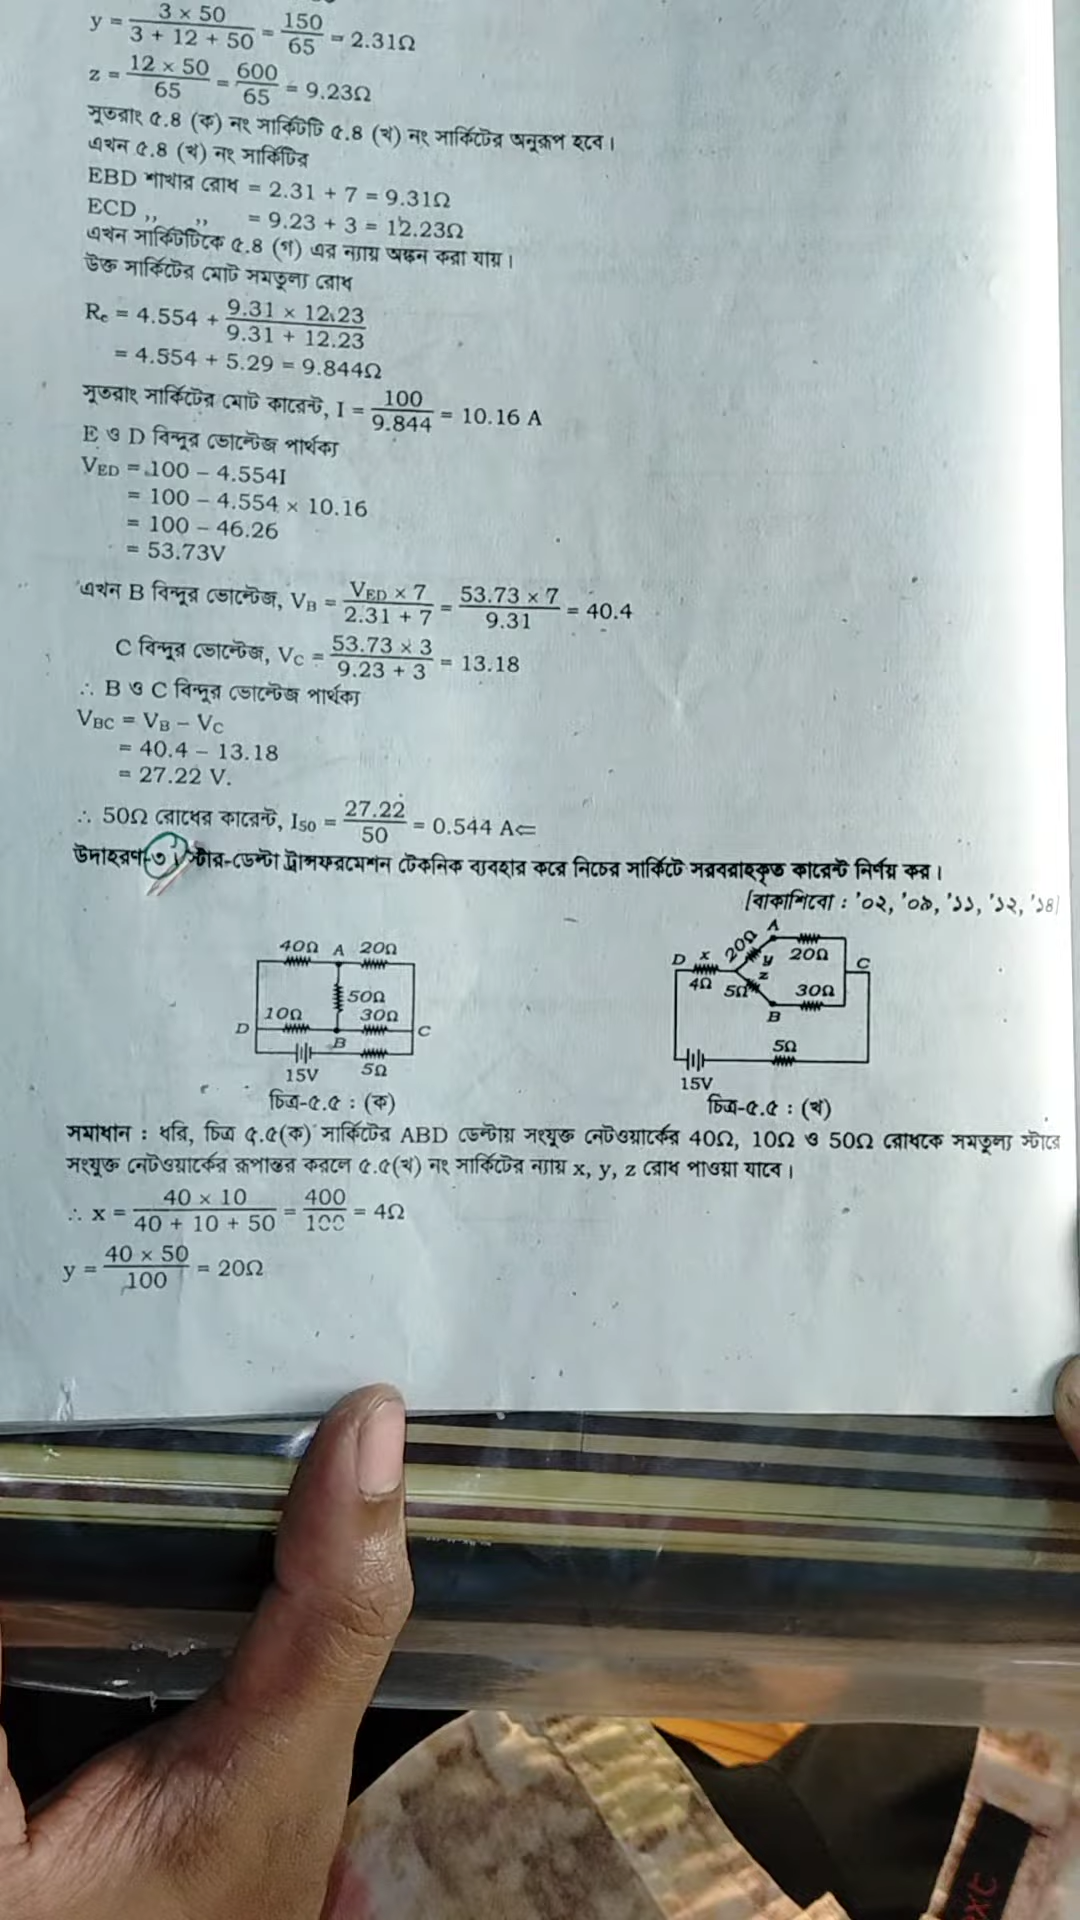 y = 3 × 50 / 3 + 12 + 50 = 150 / 65 = 2.31Ω
z = 12 × 50 / 65 = 600 / 65 = 9.23Ω
সুতরাং ৫.৪ (ক) নং সার্কিটটি ৫.৪ (খ) নং সার্কিটের অনুরূপ হবে।
এখন ৫.৪ (খ) নং সার্কিটির
EBD শাখার রোধ = 2.31 + 7 = 9.31Ω
ECD ,, ,, = 9.23 + 3 = 12.23Ω
এখন সার্কিটটিকে ৫.৪ (গ) এর ন্যায় অঙ্কন করা যায়।
উক্ত সার্কিটের মোট সমতুল্য রোধ
Re = 4.554 + 9.31 × 12.23 / 9.31 + 12.23
= 4.554 + 5.29 = 9.844Ω
সুতরাং সার্কিটের মোট কারেন্ট, I = 100 / 9.844 = 10.16 A
E ও D বিন্দুর ভোল্টেজ পার্থক্য
VED = 100 – 4.554I
= 100 – 4.554 × 10.16
= 100 – 46.26
= 53.73V
এখন B বিন্দুর ভোল্টেজ, VB = VED × 7 / 2.31 + 7 = 53.73 × 7 / 9.31 = 40.4
C বিন্দুর ভোল্টেজ, VC = 53.73 × 3 / 9.23 + 3 = 13.18
∴ B ও C বিন্দুর ভোল্টেজ পার্থক্য
VBC = VB – VC
= 40.4 – 13.18
= 27.22 V.
∴ 50Ω রোধের কারেন্ট, I50 = 27.22 / 50 = 0.544 A⇐
উদাহরণ-৩। স্টার-ডেল্টা ট্রান্সফরমেশন টেকনিক ব্যবহার করে নিচের সার্কিটে সরবরাহকৃত কারেন্ট নির্ণয় কর।
[বাকাশিবো : '০২, '০৯, '১১, '১২, '১৪]
40Ω A 20Ω
50Ω
10Ω 30Ω
D B C
15V 5Ω
চিত্র-৫.৫ : (ক)
A
D x 20Ω y 20Ω C
4Ω 5Ω z 30Ω
B
5Ω
15V
চিত্র-৫.৫ : (খ)
সমাধান : ধরি, চিত্র ৫.৫(ক) সার্কিটের ABD ডেল্টায় সংযুক্ত নেটওয়ার্কের 40Ω, 10Ω ও 50Ω রোধকে সমতুল্য স্টারে
সংযুক্ত নেটওয়ার্কের রূপান্তর করলে ৫.৫(খ) নং সার্কিটের ন্যায় x, y, z রোধ পাওয়া যাবে।
∴ x = 40 × 10 / 40 + 10 + 50 = 400 / 100 = 4Ω
y = 40 × 50 / 100 = 20Ω